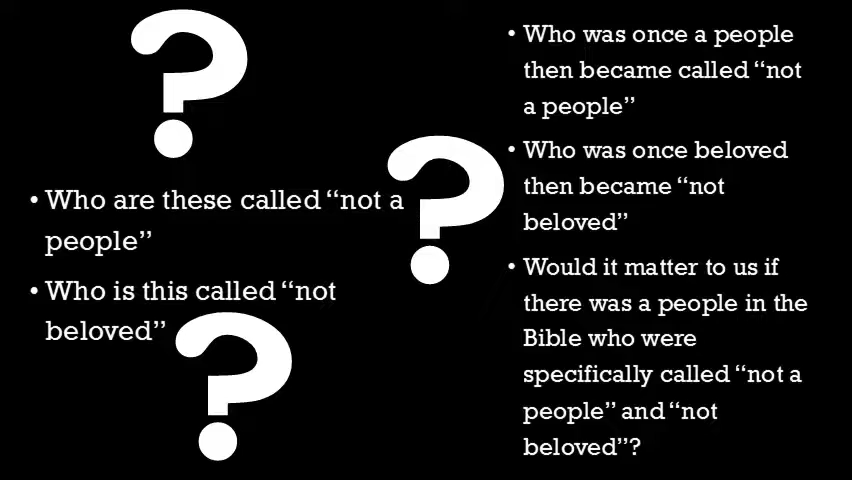 • Who are these called “not a
people”
• Who is this called “not
beloved”
• Who was once a people
then became called “not
a people”
• Who was once beloved
then became “not
beloved”
• Would it matter to us if
there was a people in the
Bible who were
specifically called “not a
people” and “not
beloved”?
?
?
?